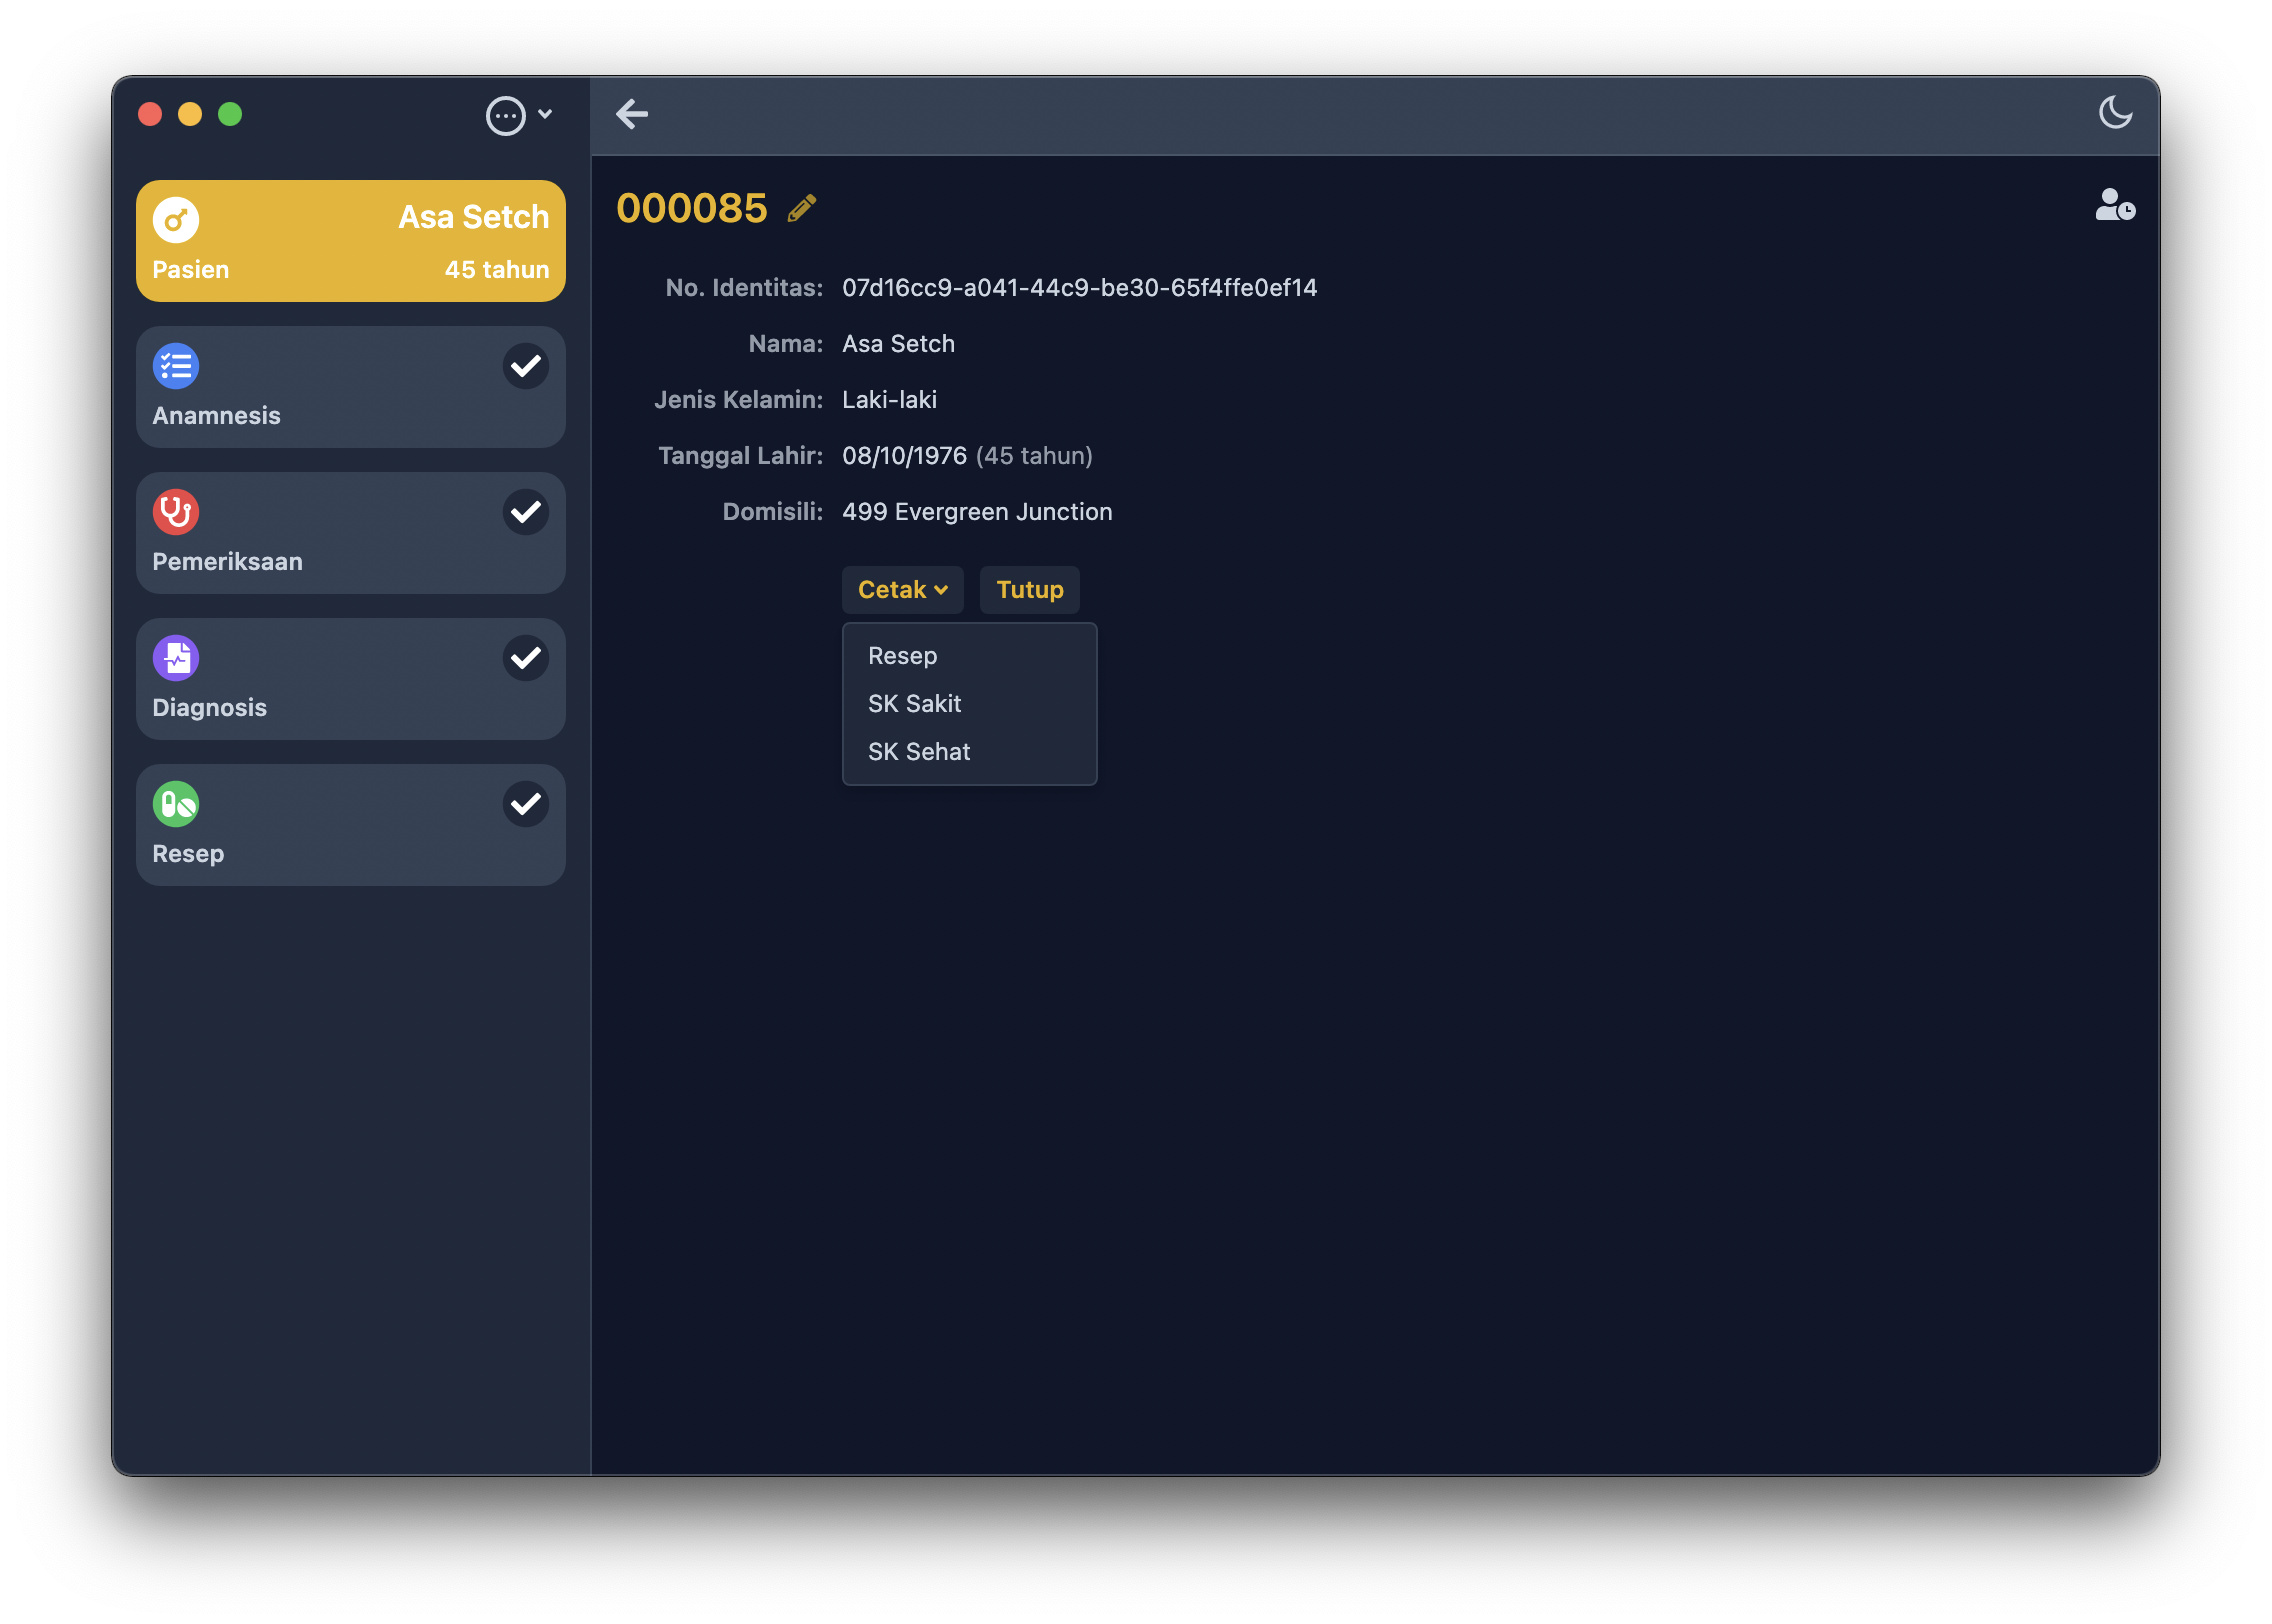 Asa Setch
Pasien 45 tahun
Anamnesis
Pemeriksaan
Diagnosis
Resep
000085
No. Identitas: 07d16cc9-a041-44c9-be30-65f4ffe0ef14
Nama: Asa Setch
Jenis Kelamin: Laki-laki
Tanggal Lahir: 08/10/1976 (45 tahun)
Domisili: 499 Evergreen Junction
Cetak Tutup
Resep
SK Sakit
SK Sehat